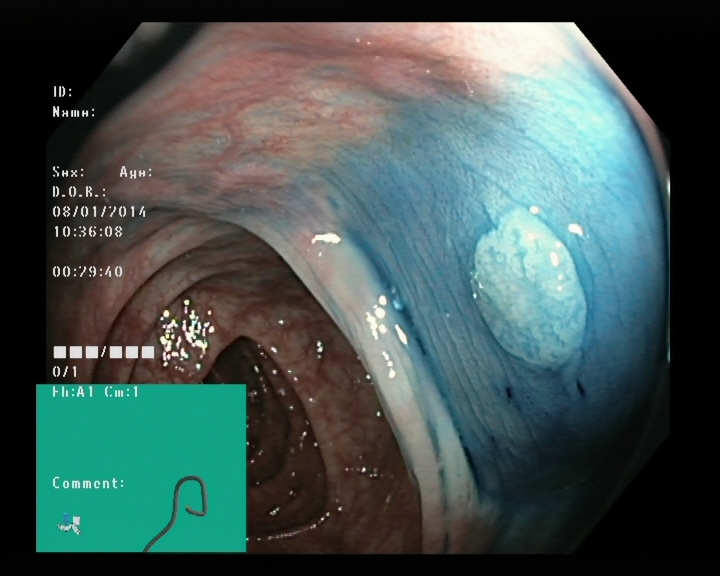 ID:
Name:
Sex: Age:
D.O.B.:
08/01/2014
10:36:08
00:29:40
■■■/■■■
0/1
Eh:A1 Cm:1
Comment: